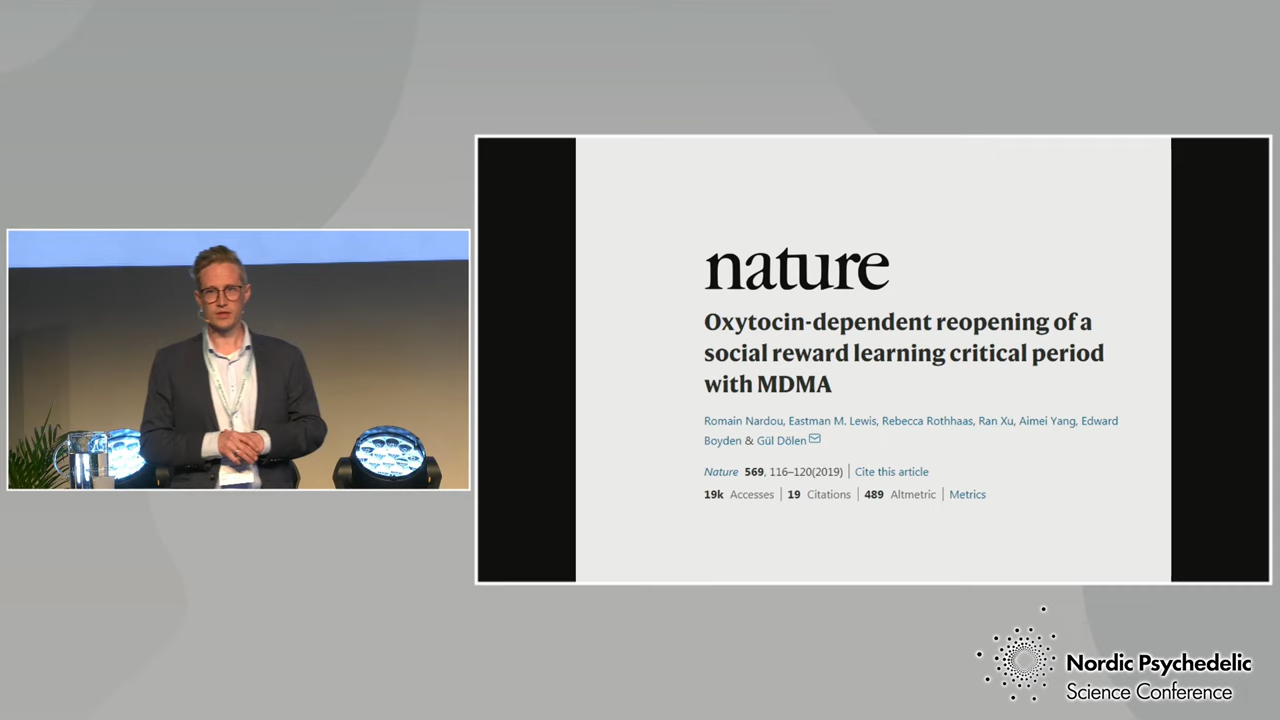 nature
Oxytocin-dependent reopening of a
social reward learning critical period
with MDMA
Romain Nardou, Eastman M. Lewis, Rebecca Rothhaas, Ran Xu, Aimei Yang, Edward
Boyden & Gül Dölen
Nature 569, 116–120(2019) | Cite this article
19k Accesses | 19 Citations | 489 Altmetric | Metrics
Nordic Psychedelic
Science Conference